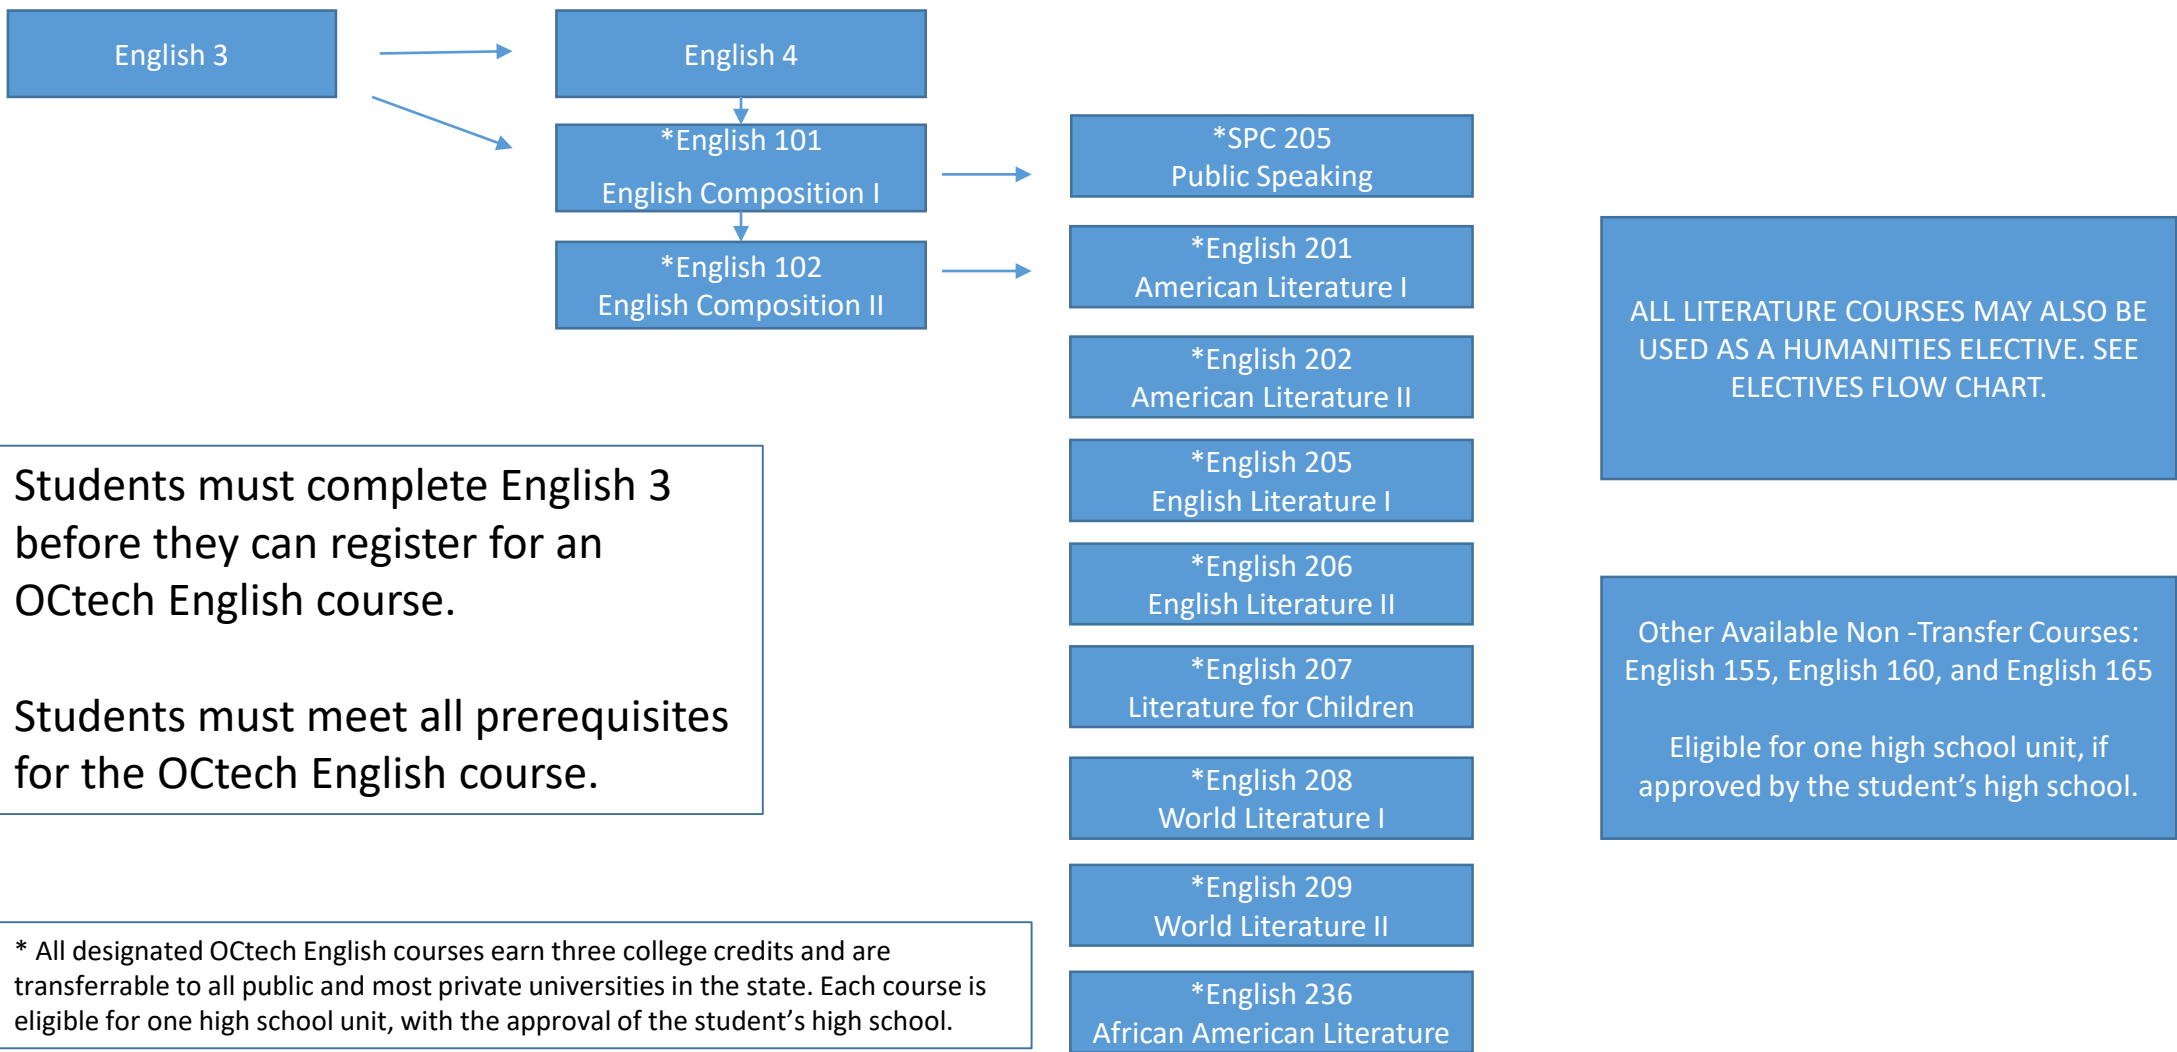 English 3
English 4
*English 101
English Composition I
*English 102
English Composition II
*SPC 205
Public Speaking
*English 201
American Literature I
*English 202
American Literature II
*English 205
English Literature I
*English 206
English Literature II
*English 207
Literature for Children
*English 208
World Literature I
*English 209
World Literature II
*English 236
African American Literature
ALL LITERATURE COURSES MAY ALSO BE
USED AS A HUMANITIES ELECTIVE. SEE
ELECTIVES FLOW CHART.
Other Available Non -Transfer Courses:
English 155, English 160, and English 165
Eligible for one high school unit, if
approved by the student’s high school.
Students must complete English 3
before they can register for an
OCtech English course.
Students must meet all prerequisites
for the OCtech English course.
* All designated OCtech English courses earn three college credits and are
transferrable to all public and most private universities in the state. Each course is
eligible for one high school unit, with the approval of the student’s high school.